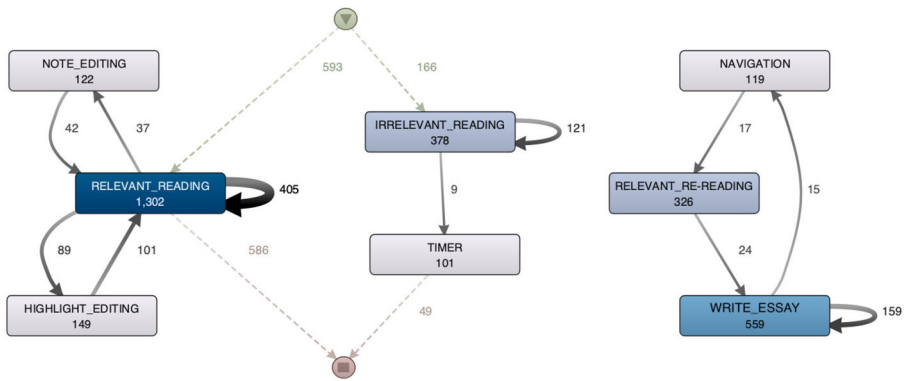 593
166
NOTE_EDITING
122
NAVIGATION
119
42
37
IRRELEVANT_READING
378
121
17
RELEVANT_READING
1,302
405
9
RELEVANT_RE-READING
326
15
89
101
586
TIMER
101
24
49
HIGHLIGHT_EDITING
149
WRITE_ESSAY
559
159